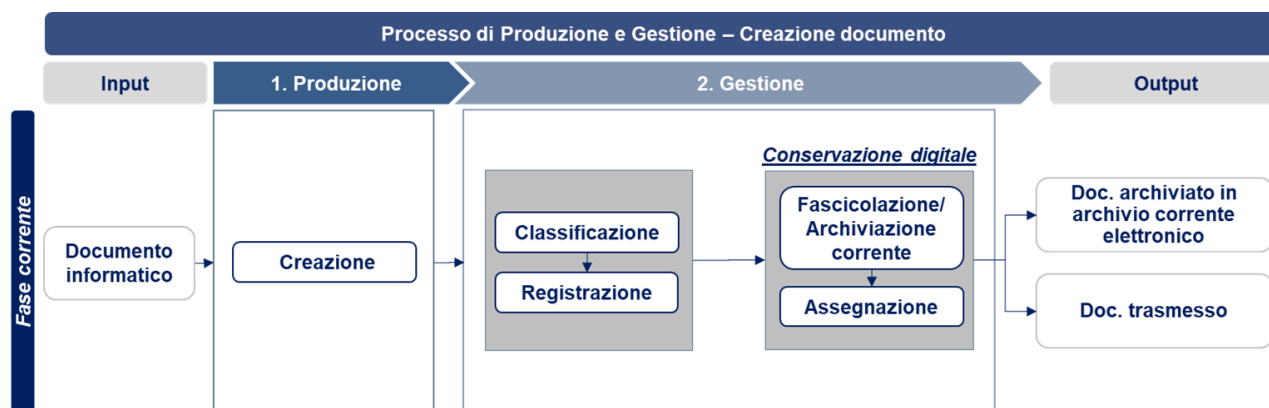 Processo di Produzione e Gestione – Creazione documento
Input
1. Produzione
2. Gestione
Output
Fase corrente
Documento
informatico
Creazione
Classificazione
Registrazione
Conservazione digitale
Fascicolazione/
Archiviazione
corrente
Assegnazione
Doc. archiviato in
archivio corrente
elettronico
Doc. trasmesso